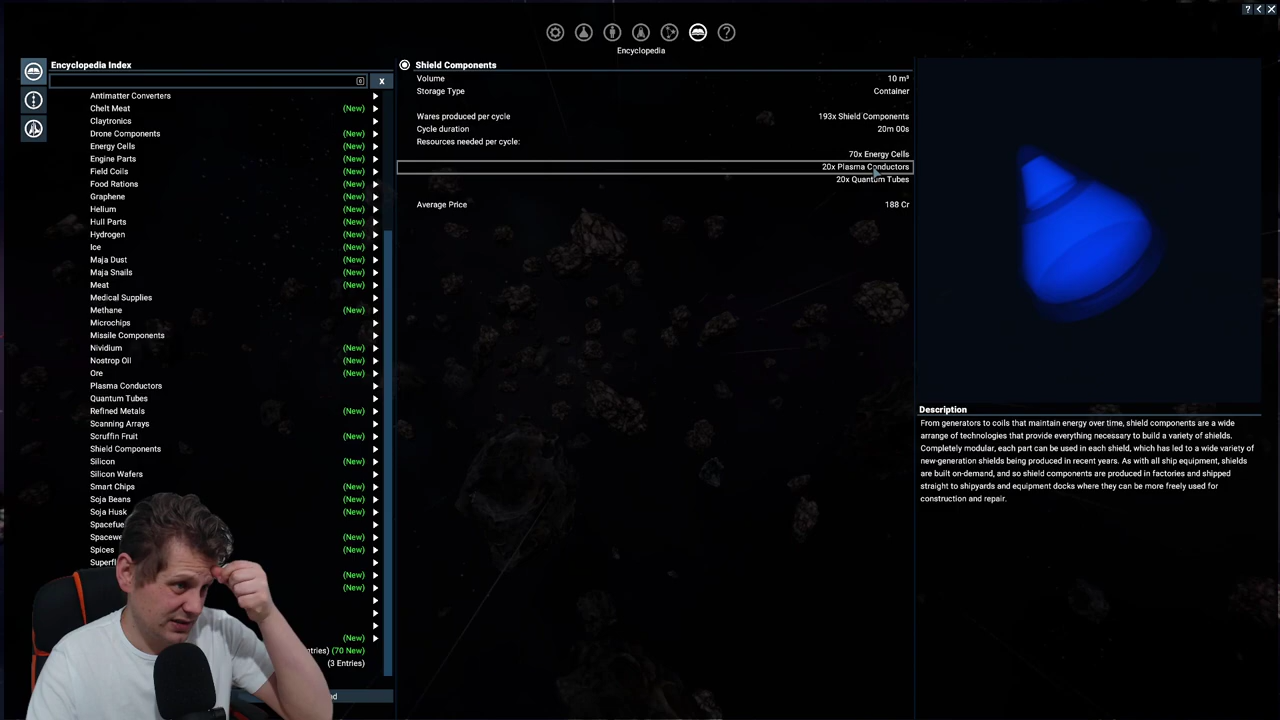 ? < X
Encyclopedia
Encyclopedia Index
x
Antimatter Converters
Chelt Meat (New)
Claytronics
Drone Components (New)
Energy Cells (New)
Engine Parts (New)
Field Coils (New)
Food Rations (New)
Graphene (New)
Helium (New)
Hull Parts (New)
Hydrogen (New)
Ice (New)
Maja Dust (New)
Maja Snails (New)
Meat (New)
Medical Supplies
Methane (New)
Microchips
Missile Components
Nividium (New)
Nostrop Oil (New)
Ore (New)
Plasma Conductors
Quantum Tubes
Refined Metals (New)
Scanning Arrays
Scruffin Fruit (New)
Shield Components
Silicon (New)
Silicon Wafers
Smart Chips (New)
Soja Beans (New)
Soja Husk (New)
Spacefue
Spacewe (New)
Spices (New)
Superfl
(New)
(New)
(New)
ntries) (70 New)
(3 Entries)
Shield Components
Volume 10 m³
Storage Type Container
Wares produced per cycle 193x Shield Components
Cycle duration 20m 00s
Resources needed per cycle:
70x Energy Cells
20x Plasma Conductors
20x Quantum Tubes
Average Price 188 Cr
Description
From generators to coils that maintain energy over time, shield components are a wide
arrange of technologies that provide everything necessary to build a variety of shields.
Completely modular, each part can be used in each shield, which has led to a wide variety of
new-generation shields being produced in recent years. As with all ship equipment, shields
are built on-demand, and so shield components are produced in factories and shipped
straight to shipyards and equipment docks where they can be more freely used for
construction and repair.